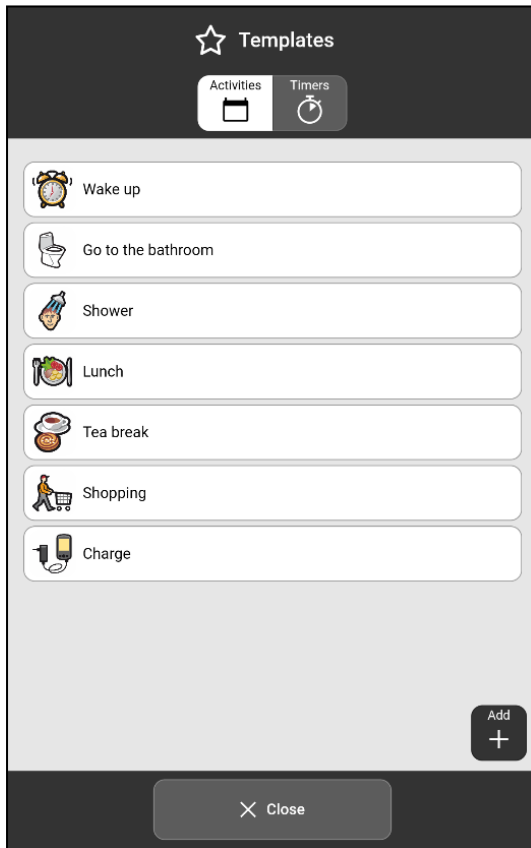 Templates
Activities
Timers
Wake up
Go to the bathroom
Shower
Lunch
Tea break
Shopping
Charge
Add
Close